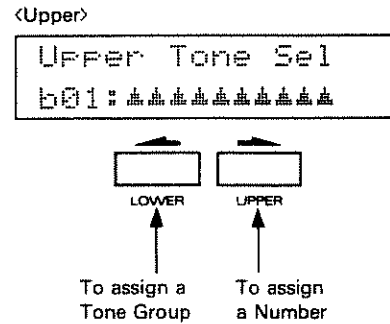 <Upper>
Upper Tone Sel
b01:
LOWER UPPER
To assign a To assign
Tone Group a Number